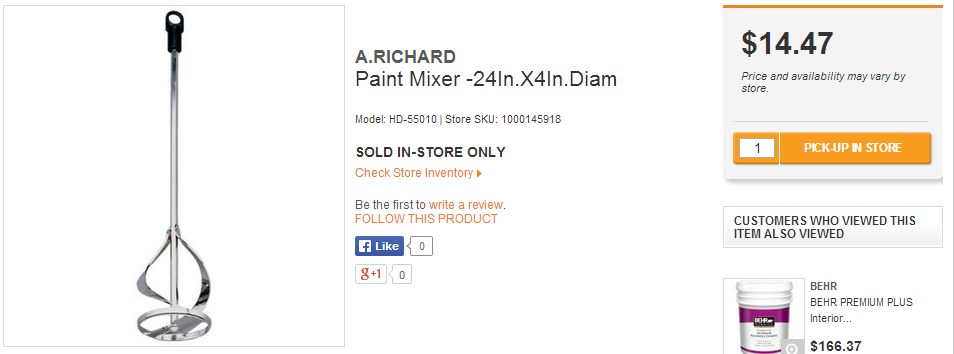 A.RICHARD
Paint Mixer -24In.X4In.Diam
Model: HD-55010 | Store SKU: 1000145918
SOLD IN-STORE ONLY
Check Store Inventory
Be the first to write a review.
FOLLOW THIS PRODUCT
f Like 0
g+1 0
$14.47
Price and availability may vary by
store.
1 PICK-UP IN STORE
CUSTOMERS WHO VIEWED THIS
ITEM ALSO VIEWED
BEHR
BEHR
BEHR PREMIUM PLUS
Interior...
$166.37